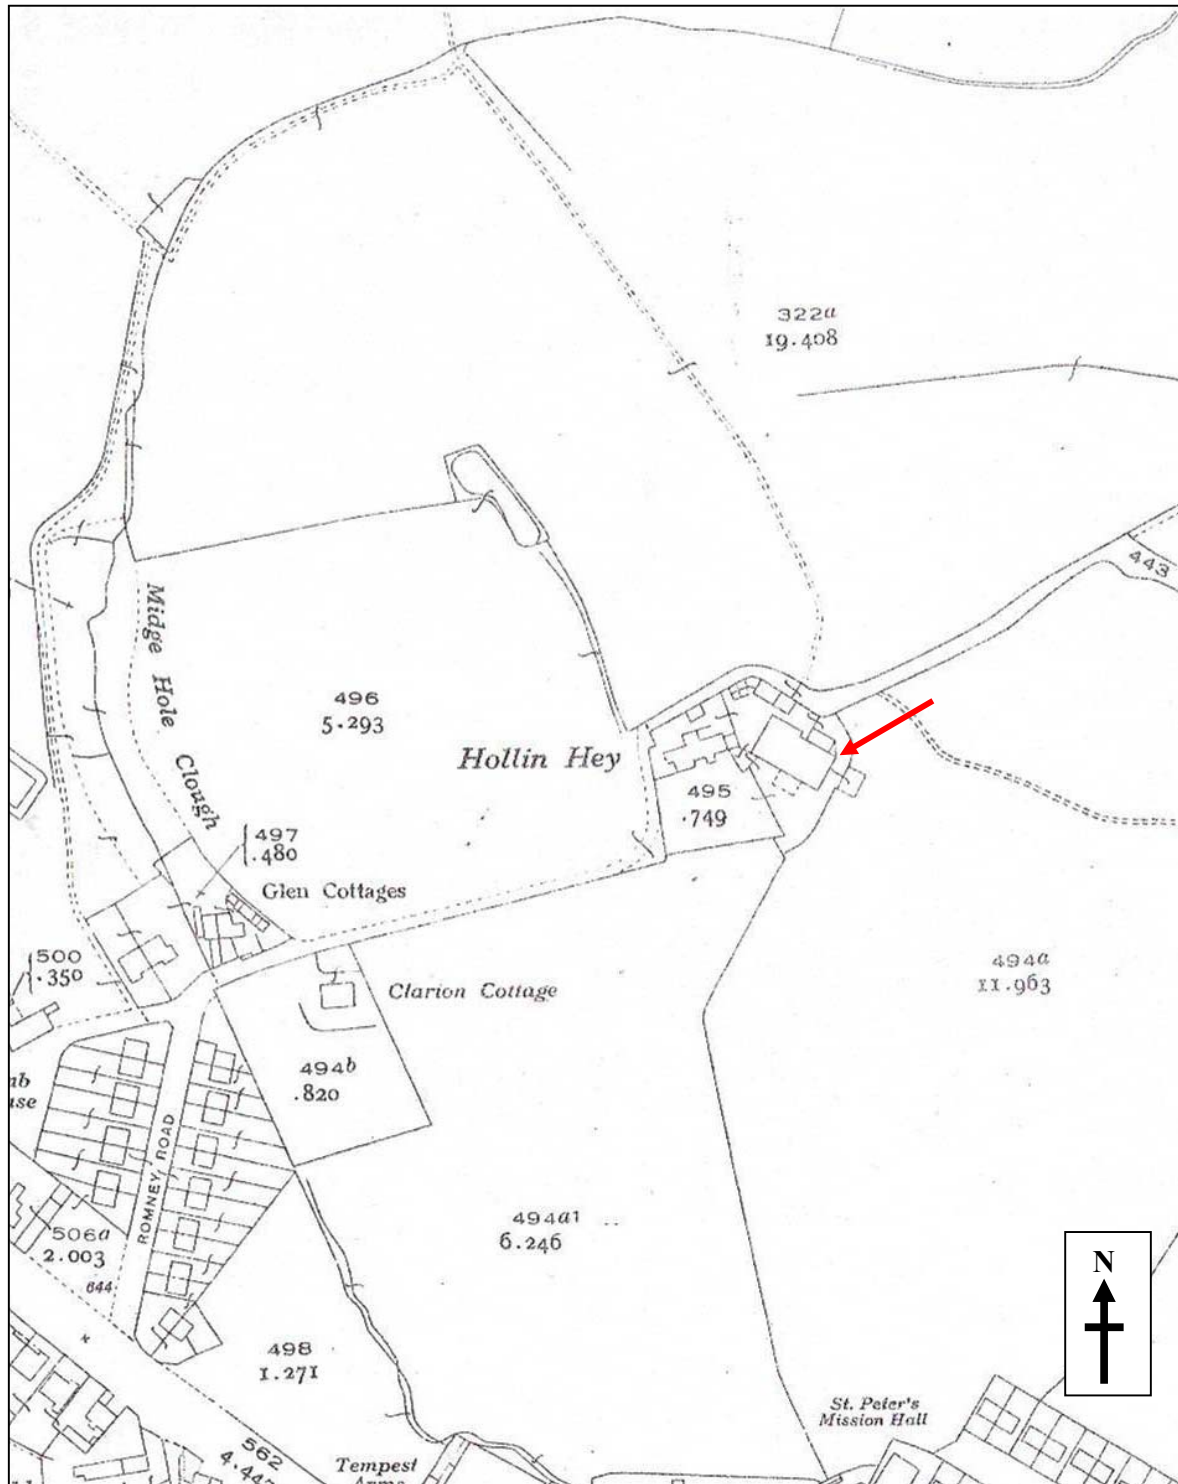 322a
19.408
443
Midge Hole Clough
496
5.293
Hollin Hey
495
.749
497
.480
Glen Cottages
500
.350
Clarion Cottage
494a
11.963
494b
.820
ROMNEY ROAD
494a1
6.246
506a
2.003
644
N
498
1.271
St. Peter's
Mission Hall
562
Tempest